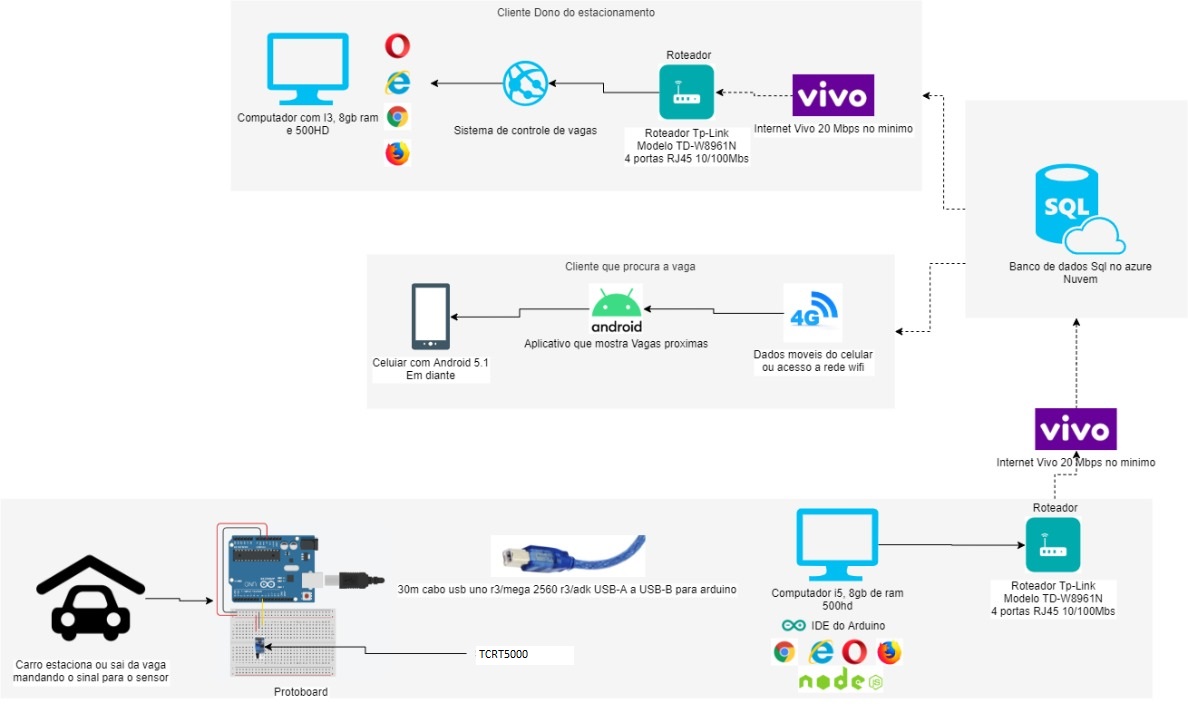 Cliente Dono do estacionamento
Computador com I3, 8gb ram
e 500HD
Sistema de controle de vagas
Roteador
Roteador Tp-Link
Modelo TD-W8961N
4 portas RJ45 10/100Mbs
vivo
Internet Vivo 20 Mbps no minimo
SQL
Banco de dados Sql no azure
Nuvem
Cliente que procura a vaga
Celuiar com Android 5.1
Em diante
android
Aplicativo que mostra Vagas proximas
4G
Dados moveis do celular
ou acesso a rede wifi
vivo
Internet Vivo 20 Mbps no minimo
Carro estaciona ou sai da vaga
mandando o sinal para o sensor
UNO
Protoboard
TCRT5000
30m cabo usb uno r3/mega 2560 r3/adk USB-A a USB-B para arduino
Computador i5, 8gb de ram
500hd
IDE do Arduino
node
JS
Roteador
Roteador Tp-Link
Modelo TD-W8961N
4 portas RJ45 10/100Mbs